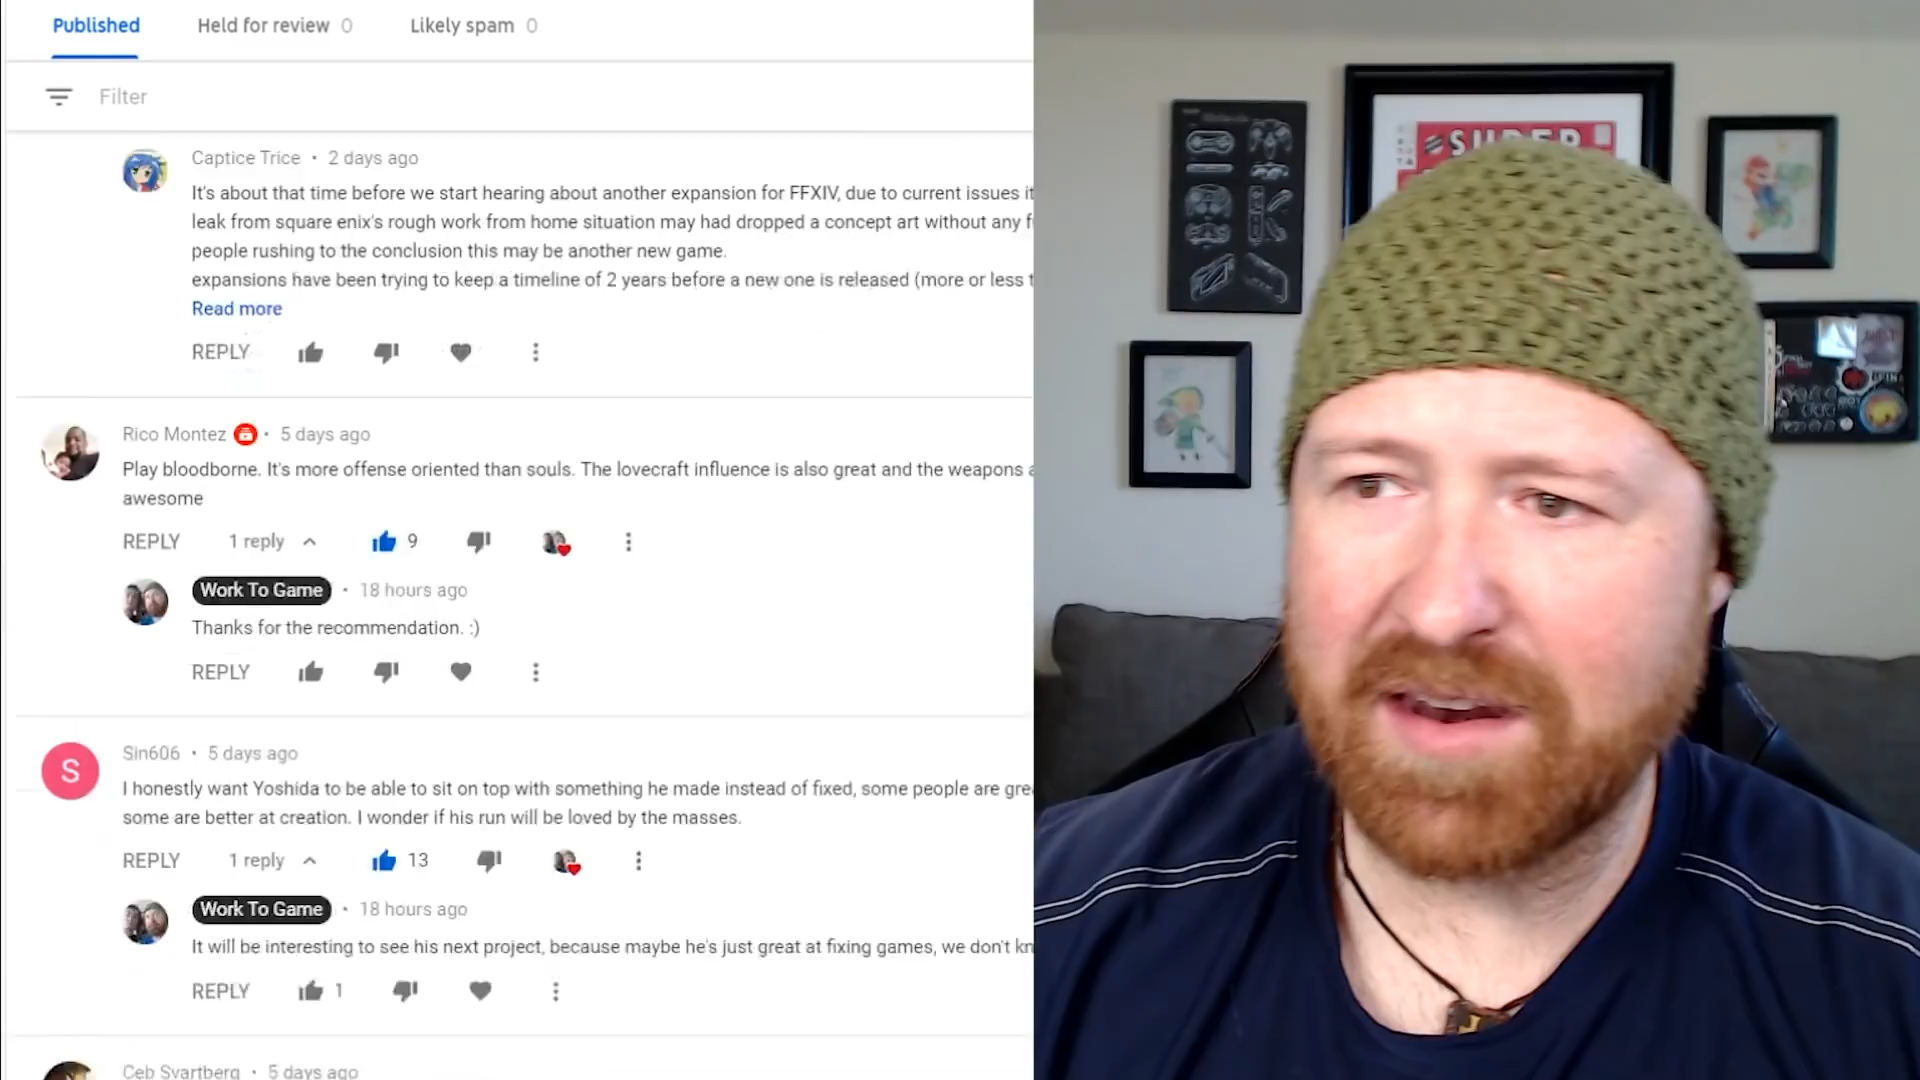 Published
Held for review 0
Likely spam 0
Filter
Captice Trice • 2 days ago
It's about that time before we start hearing about another expansion for FFXIV, due to current issues it
leak from square enix's rough work from home situation may had dropped a concept art without any
people rushing to the conclusion this may be another new game.
expansions have been trying to keep a timeline of 2 years before a new one is released (more or less
Read more
REPLY
Rico Montez • 5 days ago
Play bloodborne. It's more offense oriented than souls. The lovecraft influence is also great and the weapons
awesome
REPLY 1 reply 9
Work To Game • 18 hours ago
Thanks for the recommendation. :)
REPLY
S
Sin606 • 5 days ago
I honestly want Yoshida to be able to sit on top with something he made instead of fixed, some people are
some are better at creation. I wonder if his run will be loved by the masses.
REPLY 1 reply 13
Work To Game • 18 hours ago
It will be interesting to see his next project, because maybe he's just great at fixing games, we don't
REPLY 1
Ceb Svartberg • 5 days ago
SUPER